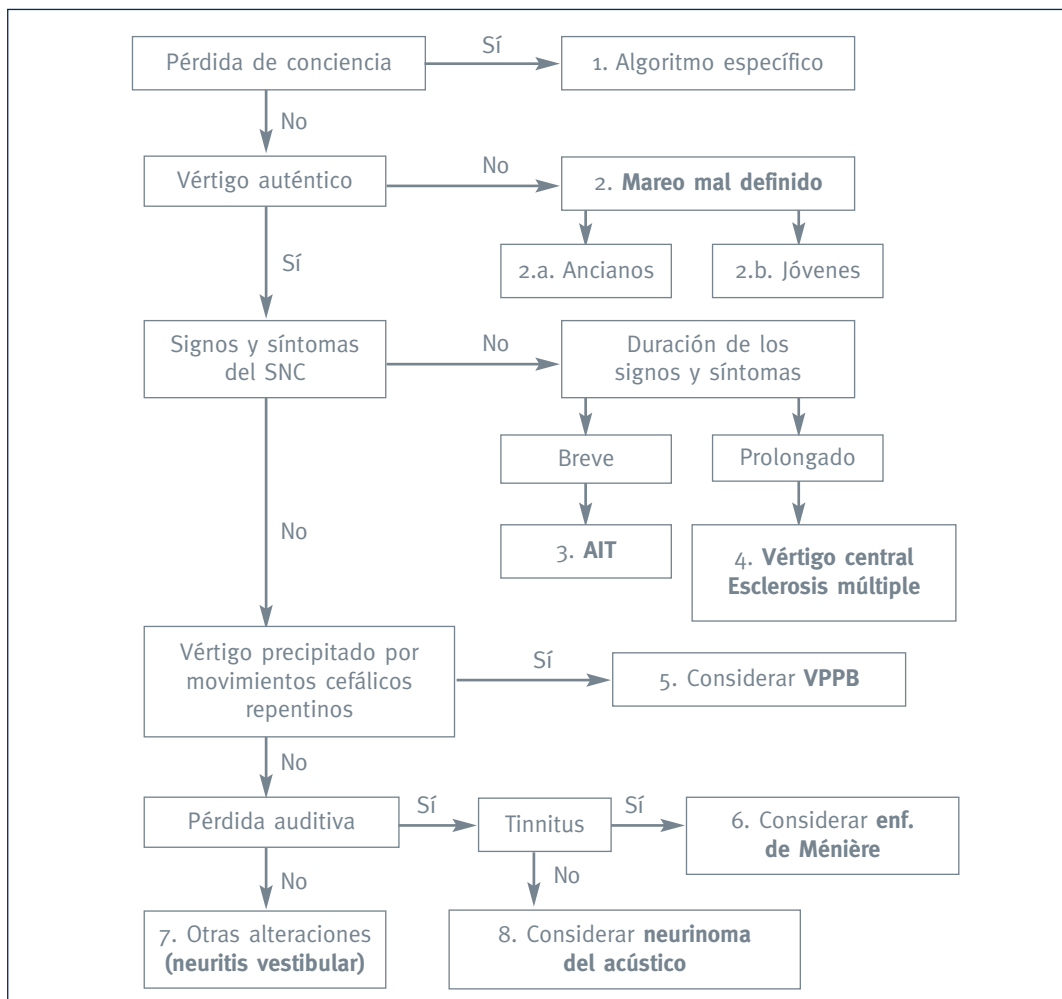 Pérdida de conciencia
Sí
1. Algoritmo específico
No
Vértigo auténtico
No
2. Mareo mal definido
Sí
2.a. Ancianos
2.b. Jóvenes
Signos y síntomas
del SNC
No
Duración de los
signos y síntomas
Breve
Prolongado
No
3. AIT
4. Vértigo central
Esclerosis múltiple
Vértigo precipitado por
movimientos cefálicos
repentinos
Sí
5. Considerar VPPB
No
Pérdida auditiva
Sí
Tinnitus
Sí
6. Considerar enf.
de Ménière
No
No
7. Otras alteraciones
(neuritis vestibular)
8. Considerar neurinoma
del acústico